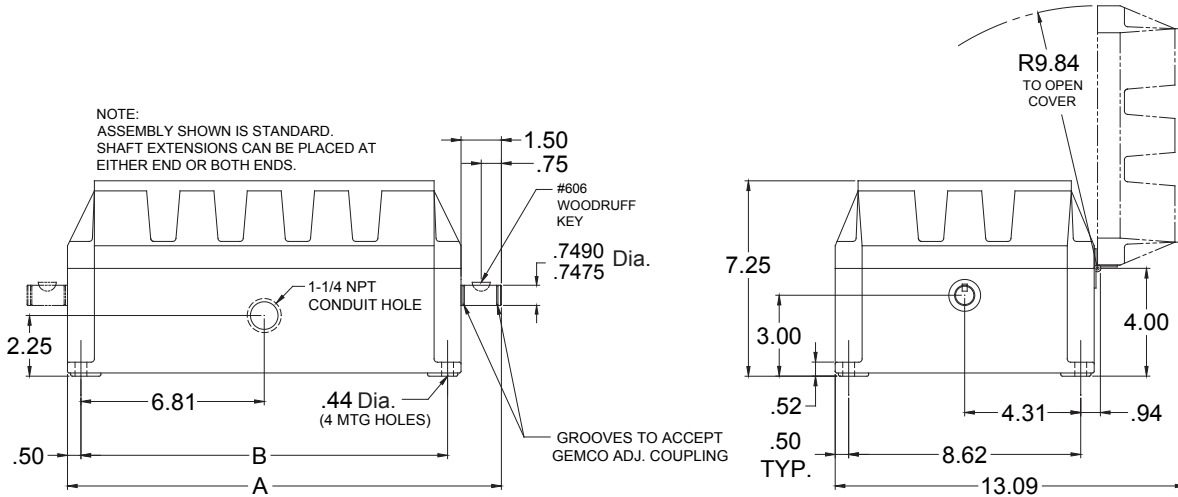 NOTE:
ASSEMBLY SHOWN IS STANDARD.
SHAFT EXTENSIONS CAN BE PLACED AT
EITHER END OR BOTH ENDS.
1.50
.75
#606
WOODRUFF
KEY
.7490
.7475 Dia.
1-1/4 NPT
CONDUIT HOLE
2.25
6.81
.44 Dia.
(4 MTG HOLES)
.50
B
A
GROOVES TO ACCEPT
GEMCO ADJ. COUPLING
R9.84
TO OPEN
COVER
7.25
3.00
4.00
.52
4.31
.94
.50
TYP.
8.62
13.09